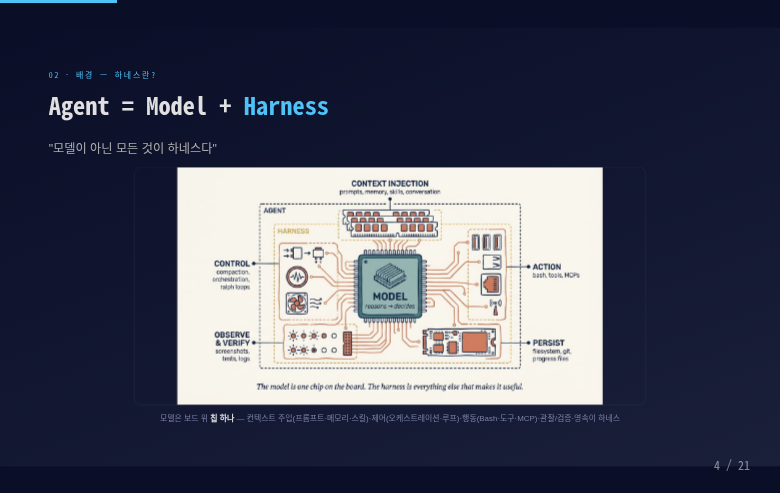 02 · 배경 — 하네스란?
Agent = Model + Harness
"모델이 아닌 모든 것이 하네스다"
CONTEXT INJECTION
prompts, memory, skills, conversation
AGENT
HARNESS
CONTROL
compaction,
orchestration,
ralph loops
MODEL
reasons → decides
ACTION
bash, tools, MCPs
OBSERVE
& VERIFY
screenshots,
tests, logs
PERSIST
filesystem, git,
progress files
The model is one chip on the board. The harness is everything else that makes it useful.
모델은 보드 위 칩 하나 — 컨텍스트 주입(프롬프트·메모리·스킬)·제어(오케스트레이션·루프)·행동(Bash·도구·MCP)·관찰/검증·영속이 하네스
4 / 21